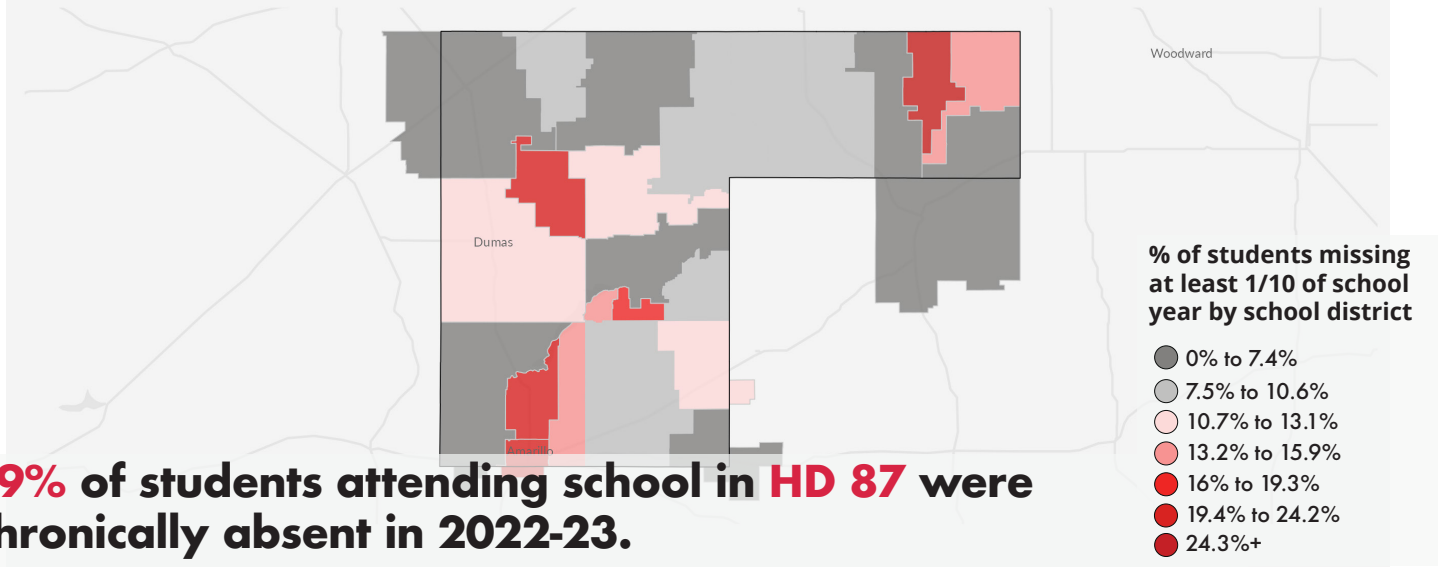 Woodward
Dumas
Amarillo
% of students missing
at least 1/10 of school
year by school district
0% to 7.4%
7.5% to 10.6%
10.7% to 13.1%
13.2% to 15.9%
16% to 19.3%
19.4% to 24.2%
24.3%+
9% of students attending school in HD 87 were
hronically absent in 2022-23.